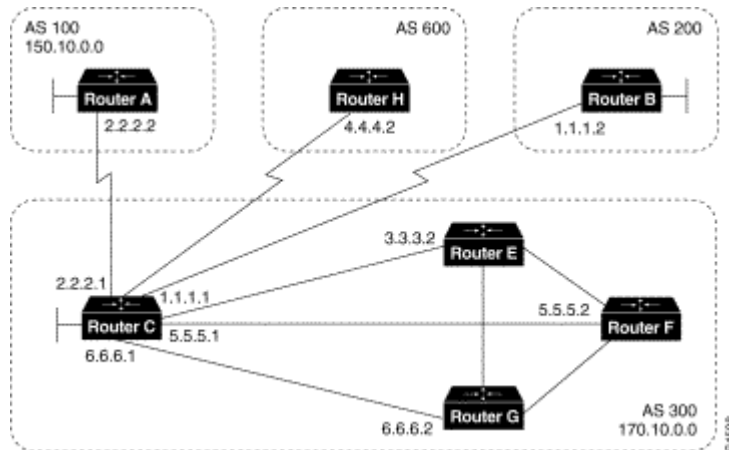 AS 100
150.10.0.0
AS 600
AS 200
Router A
Router H
Router B
2.2.2.2
4.4.4.2
1.1.1.2
3.3.3.2
Router E
2.2.2.1
1.1.1.1
Router C
5.5.5.2
Router F
5.5.5.1
6.6.6.1
Router G
6.6.6.2
AS 300
170.10.0.0